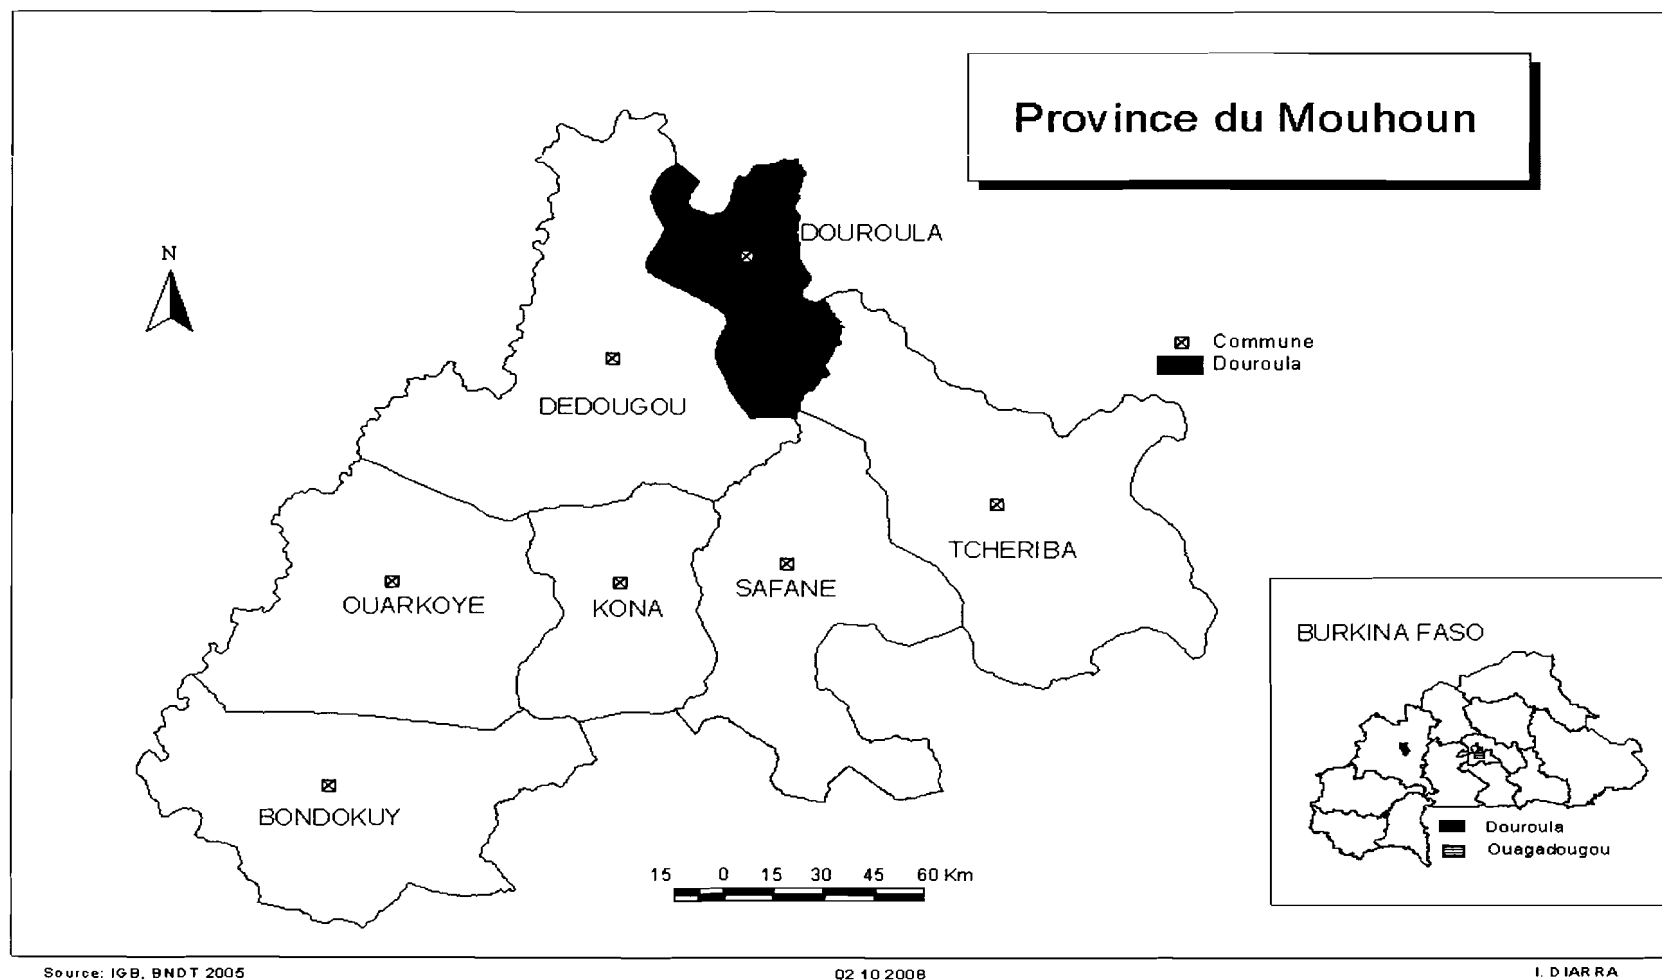 Province du Mouhoun
DOUROULA
N
Commune
Douroula
DEDOUGOU
TCHERIBA
SAFANE
OUARKOYE
KONA
BURKINA FASO
BONDOKUY
Douroula
Ouagadougou
15 0 15 30 45 60 Km
Source: IGB, BNDT 2005
02 10 2008
I. DIARRA